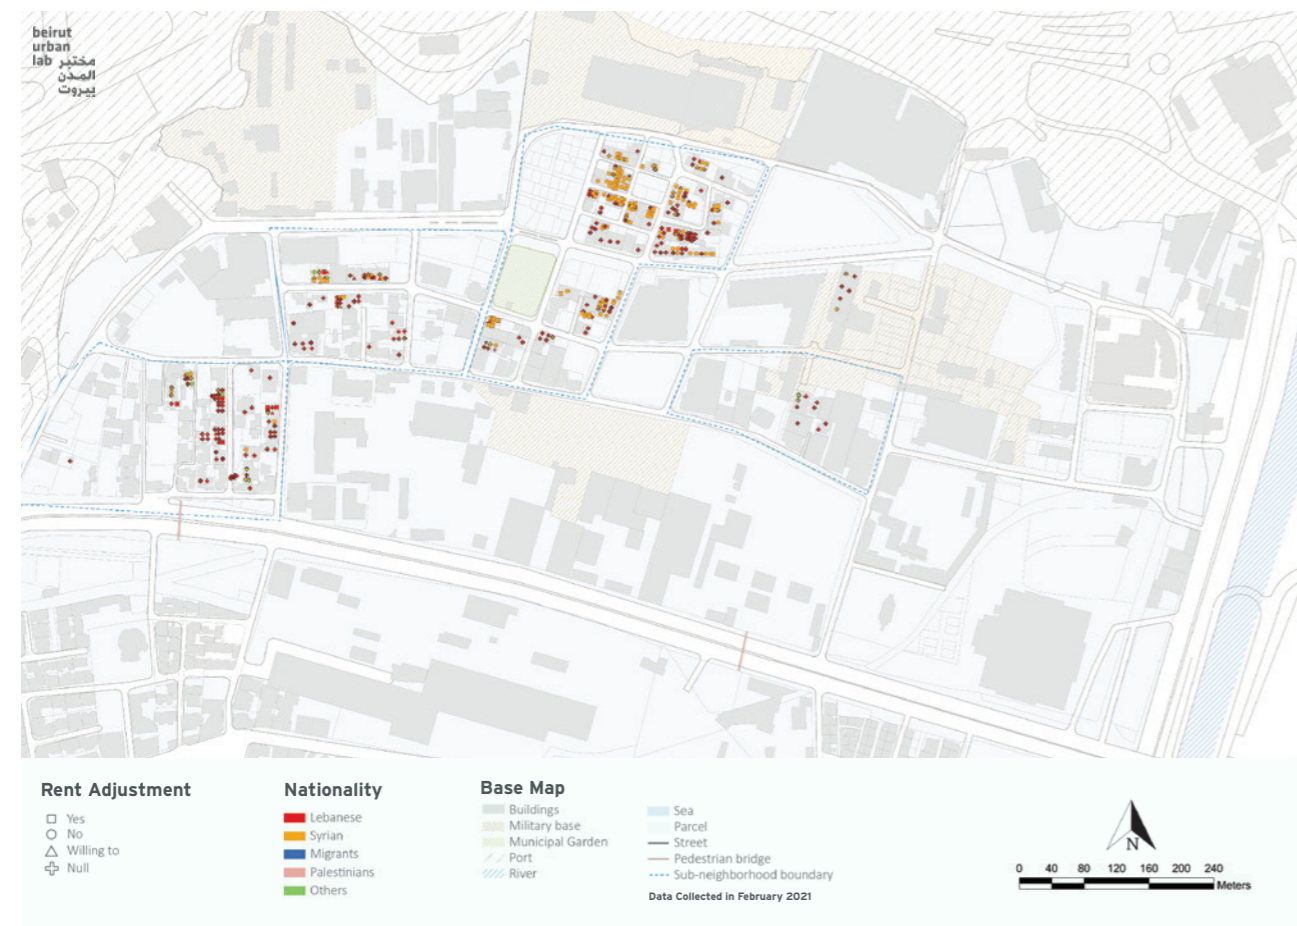 beirut
urban
lab مختبر
المدن
بيروت
Rent Adjustment
Yes
No
Willing to
Null
Nationality
Lebanese
Syrian
Migrants
Palestinians
Others
Base Map
Buildings
Military base
Municipal Garden
Port
River
Sea
Parcel
Street
Pedestrian bridge
Sub-neighborhood boundary
Data Collected in February 2021
N
0 40 80 120 160 200 240
Meters